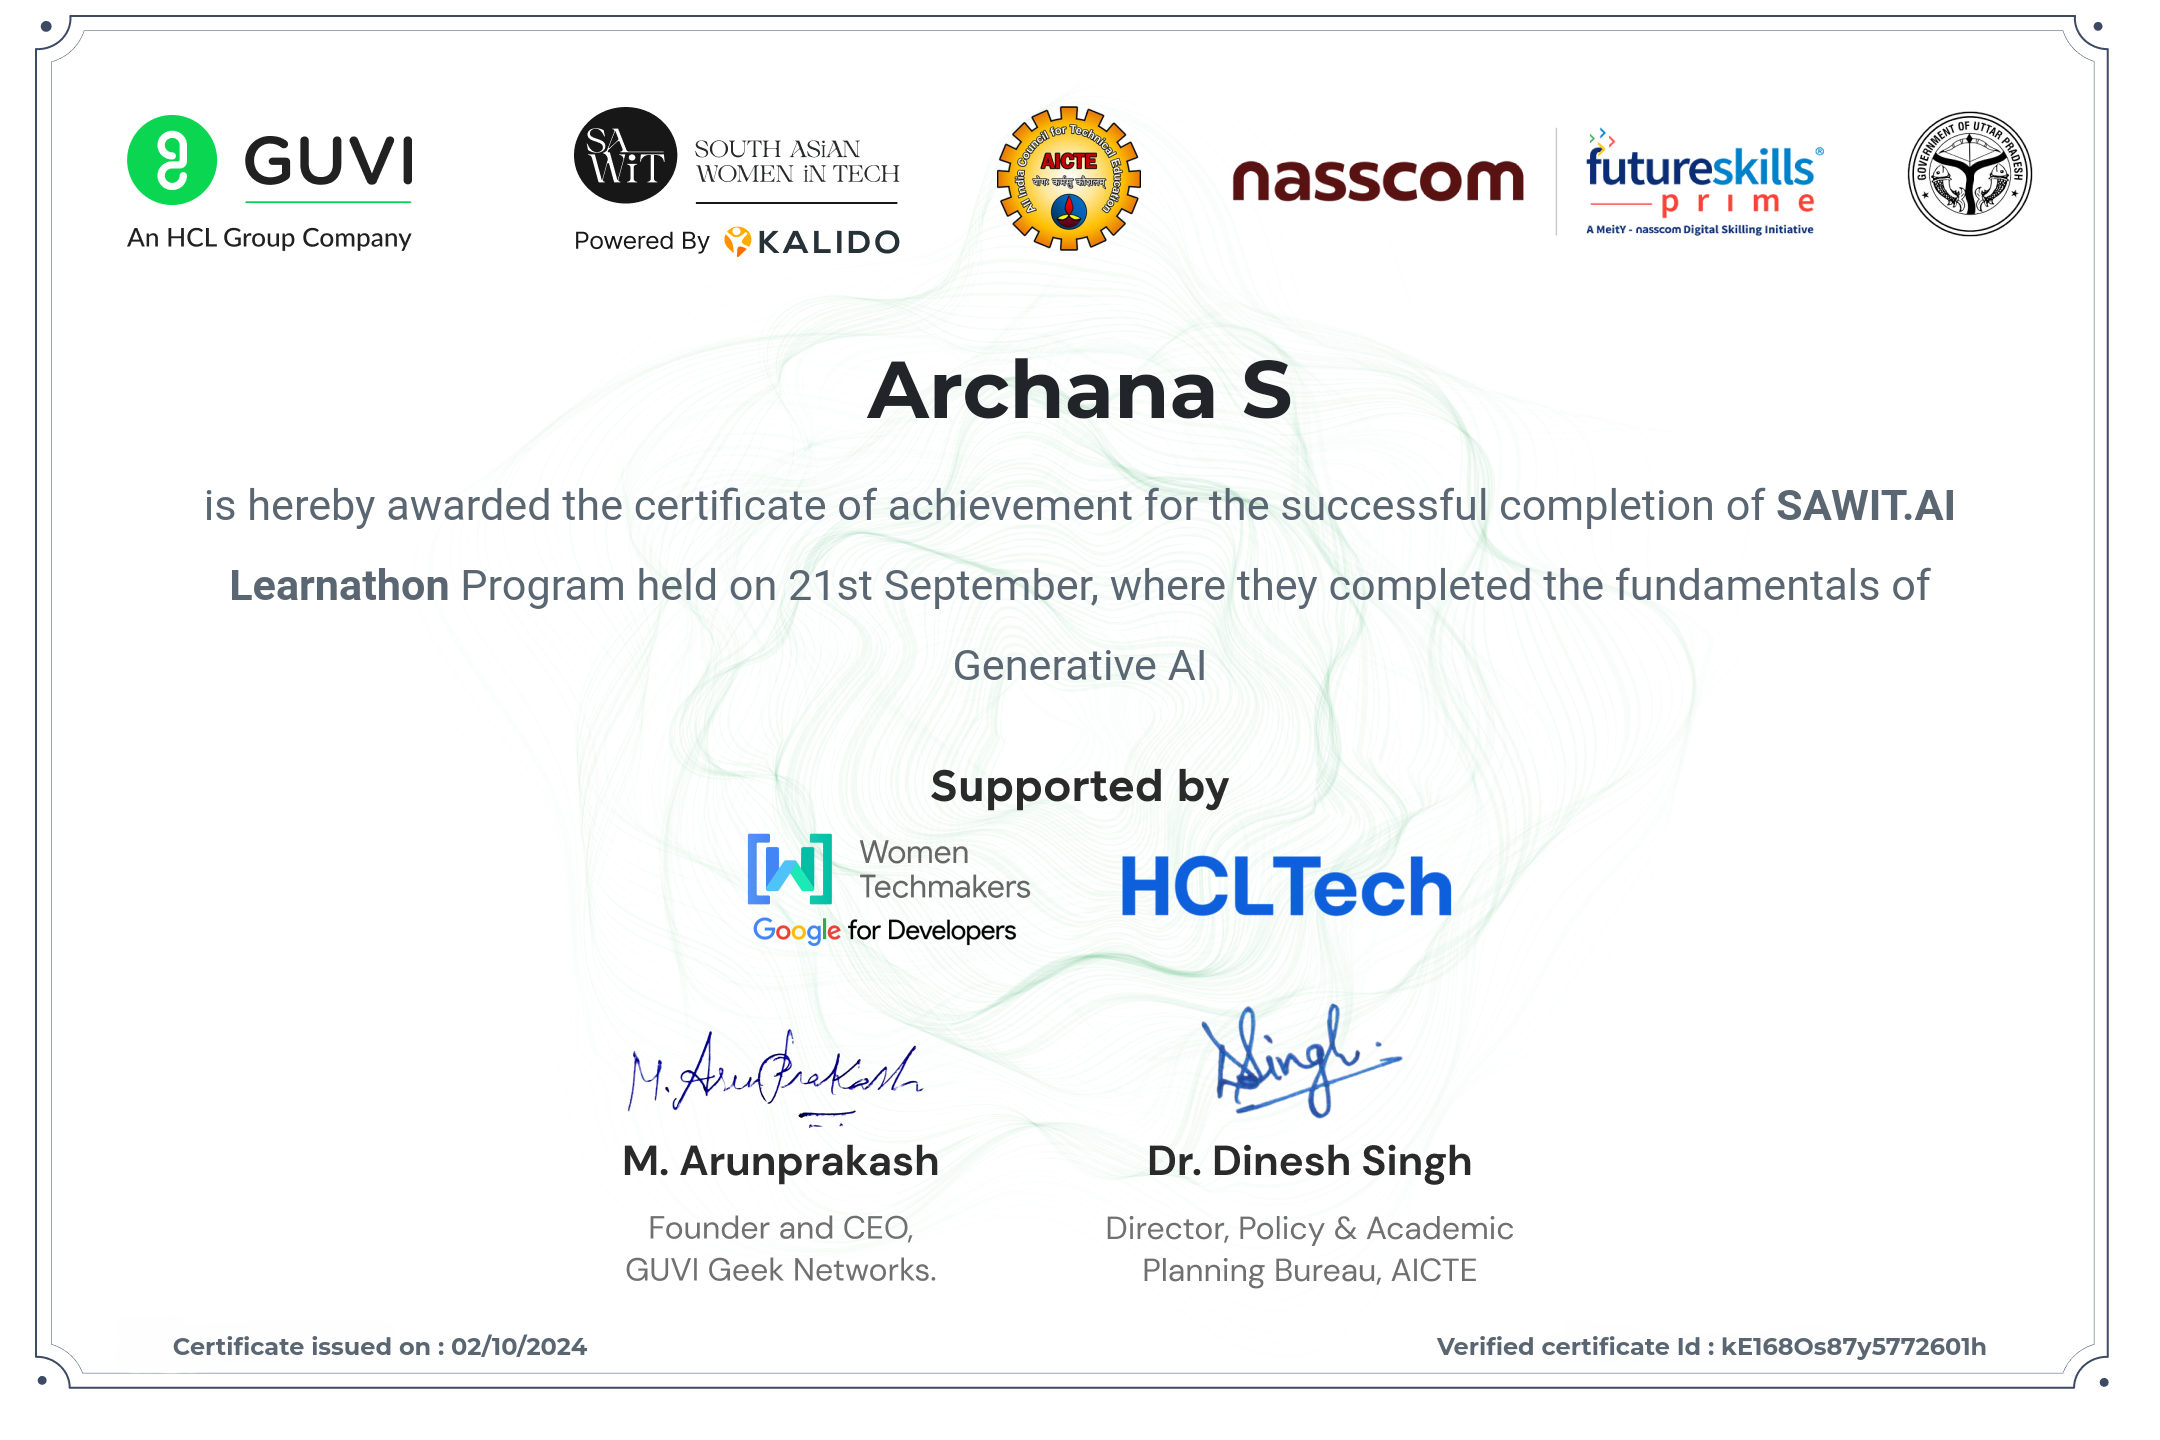 GUVI
An HCL Group Company
SA
WiT
SOUTH ASiAN
WOMEN iN TECH
Powered By KALIDO
All India Council for Technical Education
AICTE
योगः कर्मसु कौशलम्
nasscom
futureskills®
prime
A MeitY - nasscom Digital Skilling Initiative
GOVERNMENT OF UTTAR PRADESH
Archana S
is hereby awarded the certificate of achievement for the successful completion of SAWIT.AI
Learnathon Program held on 21st September, where they completed the fundamentals of
Generative AI
Supported by
Women
Techmakers
Google for Developers
HCLTech
M. ArunPrakash
DSingh
M. Arunprakash
Dr. Dinesh Singh
Founder and CEO,
GUVI Geek Networks.
Director, Policy & Academic
Planning Bureau, AICTE
Certificate issued on : 02/10/2024
Verified certificate Id : kE168Os87y5772601h